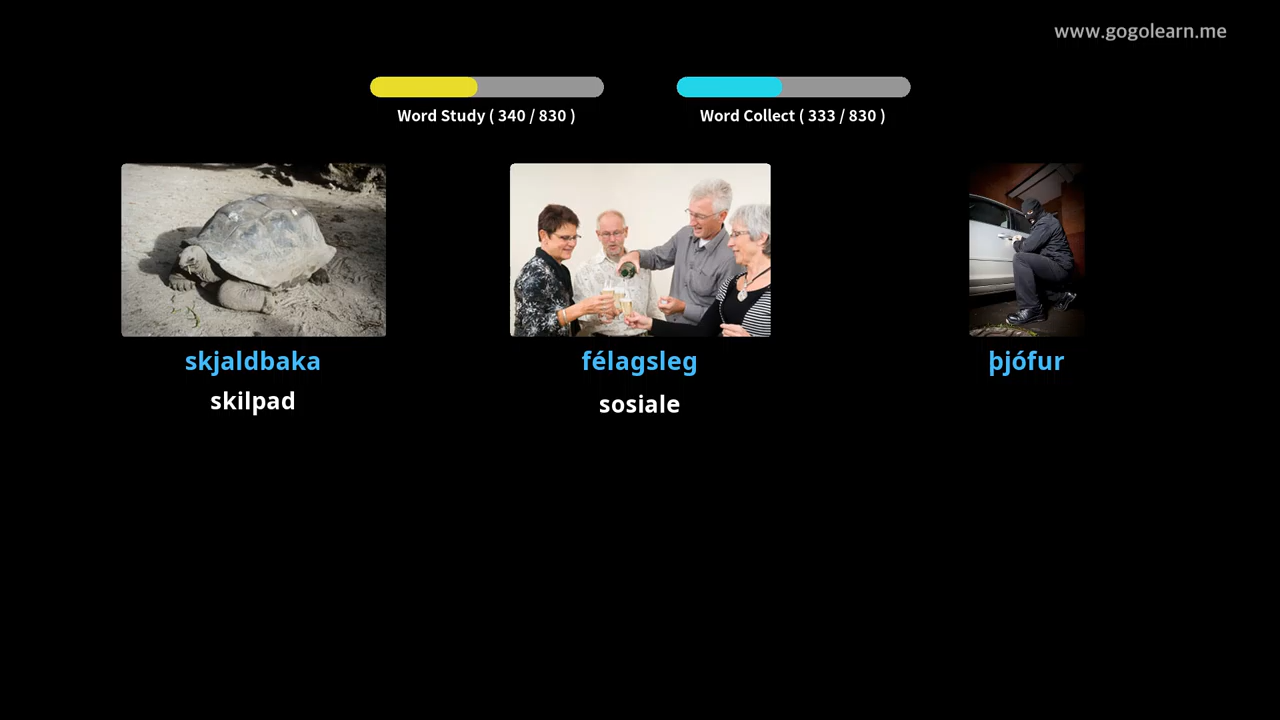 www.gogolearn.me
Word Study ( 340 / 830 )
Word Collect ( 333 / 830 )
skjaldbaka
félagsleg
þjófur
skilpad
sosiale